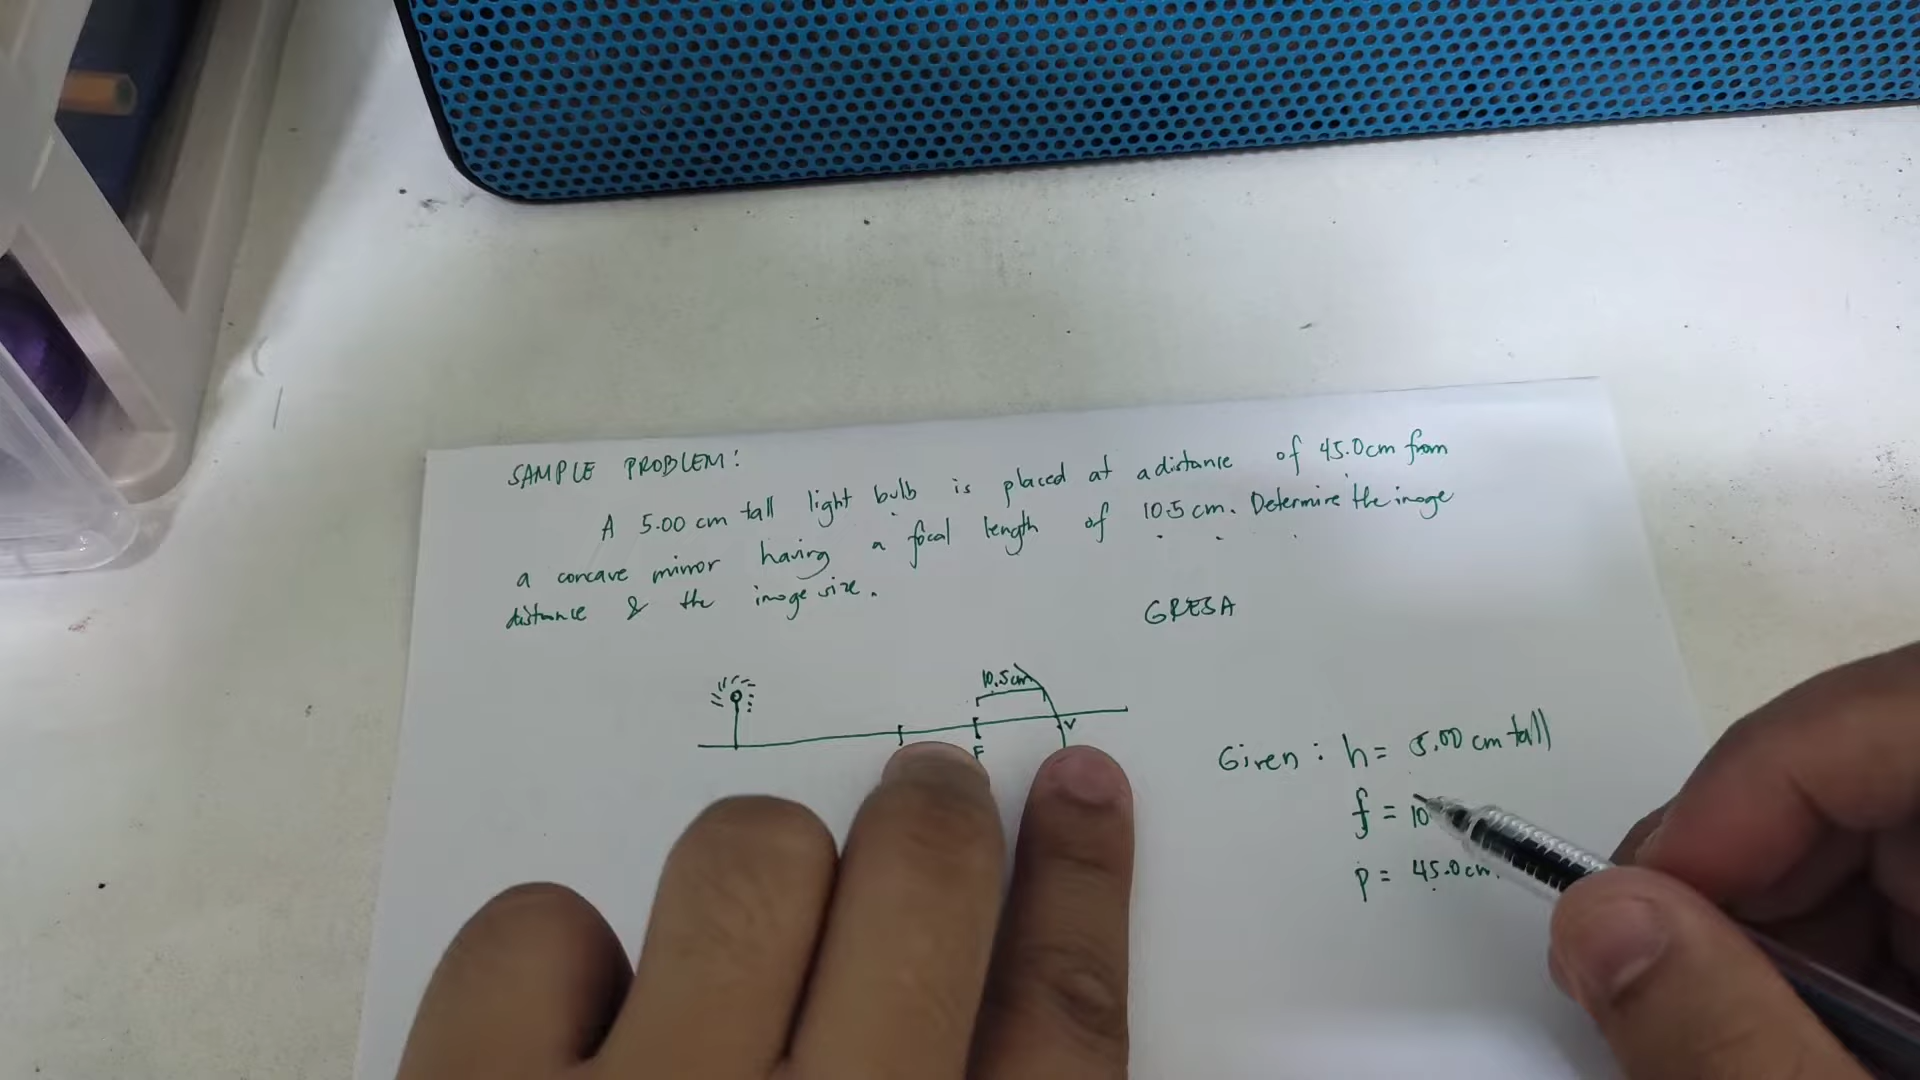 SAMPLE PROBLEM:
A 5.00 cm tall light bulb is placed at a distance of 45.0cm from
a concave mirror having a focal length of 10.5 cm. Determine the image
distance & the image size.
GRESA
10.5cm
F
V
Given: h = 5.00 cm tall
f = 10
p = 45.0cm.